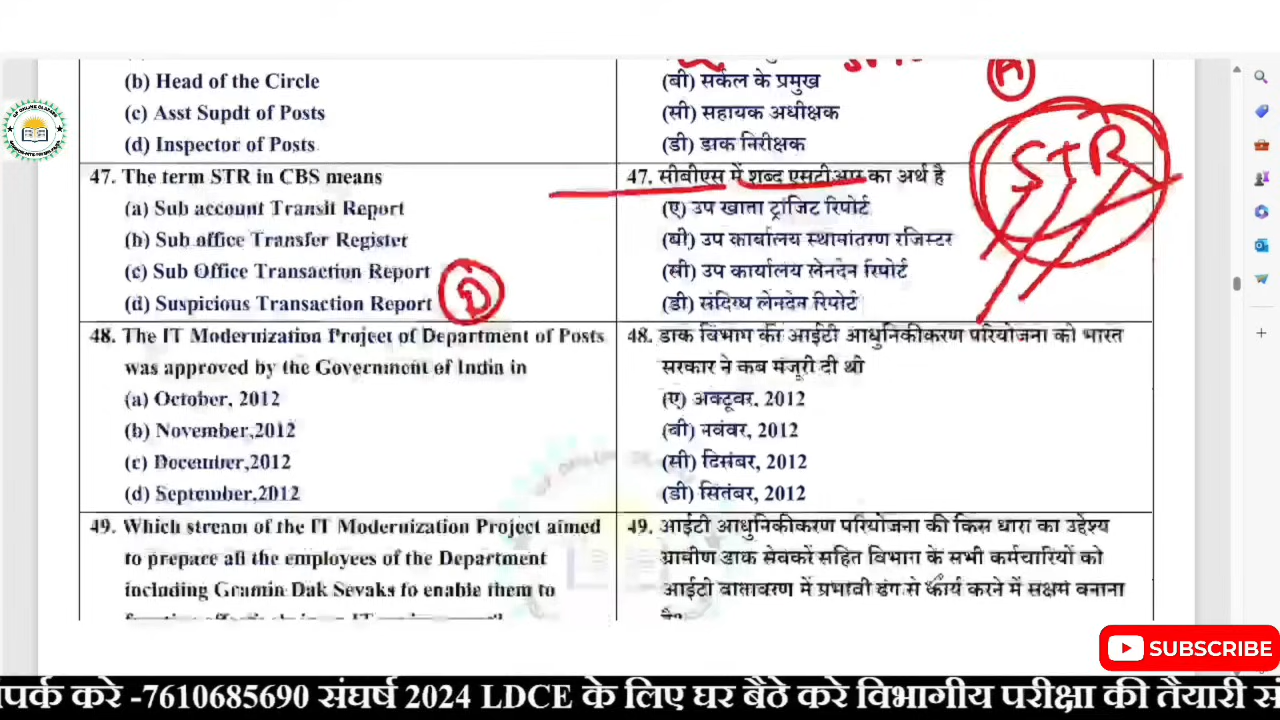 (b) Head of the Circle
(बी) सर्कल के प्रमुख
A
(c) Asst Supdt of Posts
(सी) सहायक अधीक्षक
(d) Inspector of Posts
(डी) डाक निरीक्षक
STR
47. The term STR in CBS means
(a) Sub account Transit Report
(b) Sub office Transfer Register
(c) Sub Office Transaction Report
(d) Suspicious Transaction Report
D
47. सीबीएस में शब्द एसटीआर का अर्थ है
(ए) उप खाता ट्रांजिट रिपोर्ट
(बी) उप कार्यालय स्थानांतरण रजिस्टर
(सी) उप कार्यालय लेनदेन रिपोर्ट
(डी) संदिग्ध लेनदेन रिपोर्ट
48. The IT Modernization Project of Department of Posts
was approved by the Government of India in
(a) October, 2012
(b) November,2012
(c) December,2012
(d) September,2012
48. डाक विभाग की आईटी आधुनिकीकरण परियोजना को भारत
सरकार ने कब मंजूरी दी थी
(ए) अक्टूबर, 2012
(बी) नवंबर, 2012
(सी) दिसंबर, 2012
(डी) सितंबर, 2012
49. Which stream of the IT Modernization Project aimed
to prepare all the employees of the Department
including Gramin Dak Sevaks to enable them to
49. आईटी आधुनिकीकरण परियोजना की किस धारा का उद्देश्य
ग्रामीण डाक सेवकों सहित विभाग के सभी कर्मचारियों को
आईटी वातावरण में प्रभावी ढंग से कार्य करने में सक्षम बनाना
है?
SUBSCRIBE
पर्क करे -7610685690 संघर्ष 2024 LDCE के लिए घर बैठे करे विभागीय परीक्षा की तैयारी सं